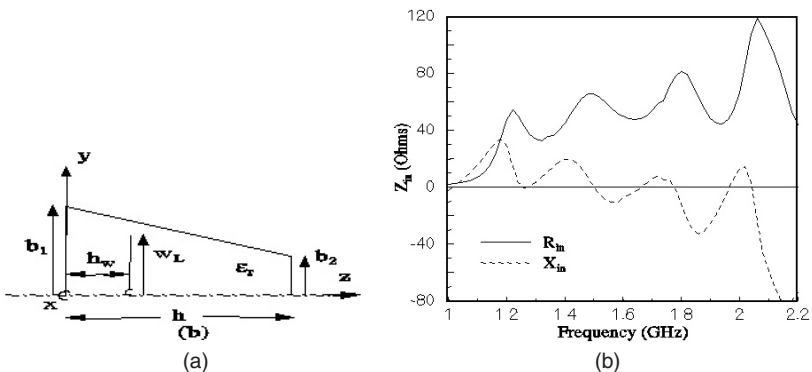 y
b1
hw
wL
εr
b2
z
x
h
(b)
(a)
(b)
120
80
40
0
-40
-80
Zin (Ohms)
Rin
Xin
1
1 2
1.4
1.6
1.8
2
2.2
Frequency (GHz)